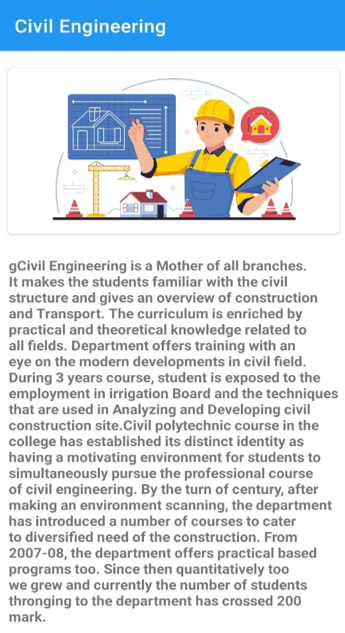 Civil Engineering
gCivil Engineering is a Mother of all branches.
It makes the students familiar with the civil
structure and gives an overview of construction
and Transport. The curriculum is enriched by
practical and theoretical knowledge related to
all fields. Department offers training with an
eye on the modern developments in civil field.
During 3 years course, student is exposed to the
employment in irrigation Board and the techniques
that are used in Analyzing and Developing civil
construction site.Civil polytechnic course in the
college has established its distinct identity as
having a motivating environment for students to
simultaneously pursue the professional course
of civil engineering. By the turn of century, after
making an environment scanning, the department
has introduced a number of courses to cater
to diversified need of the construction. From
2007-08, the department offers practical based
programs too. Since then quantitatively too
we grew and currently the number of students
thronging to the department has crossed 200
mark.